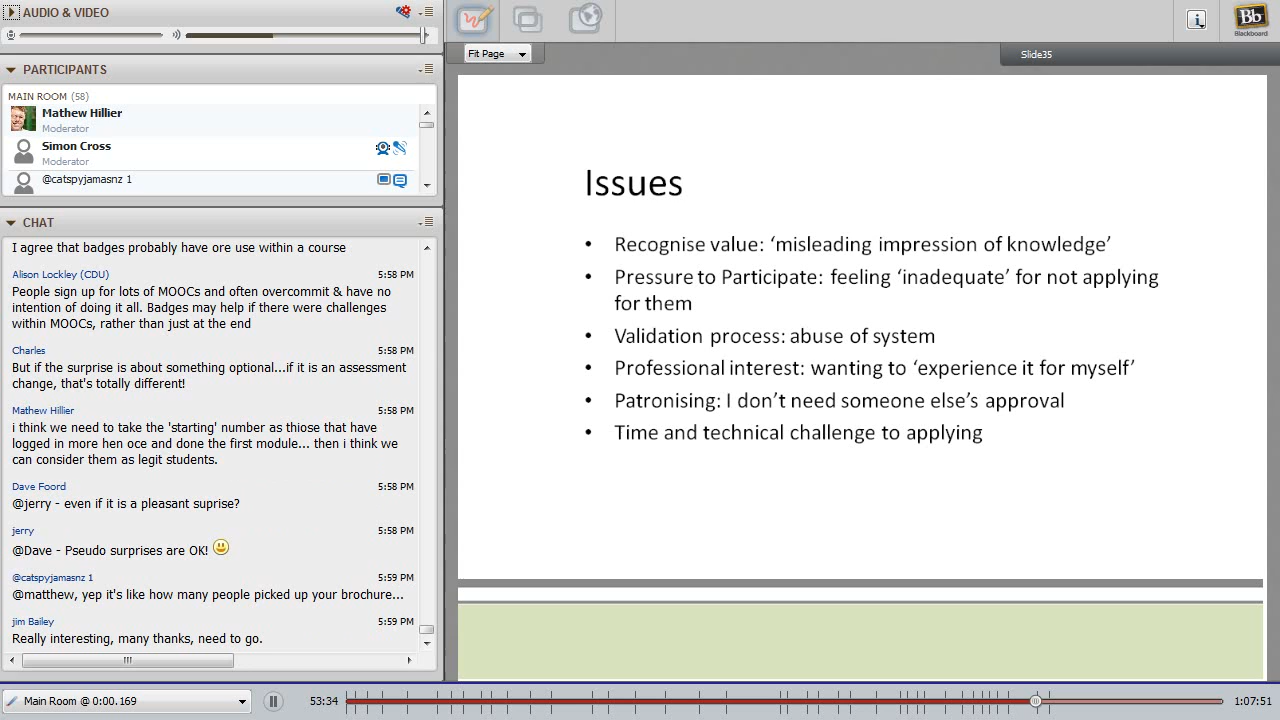 AUDIO & VIDEO
PARTICIPANTS
MAIN ROOM (58)
Mathew Hillier
Moderator
Simon Cross
Moderator
@catspyjamasnz 1
CHAT
I agree that badges probably have ore use within a course
Alison Lockley (CDU) 5:58 PM
People sign up for lots of MOOCs and often overcommit & have no
intention of doing it all. Badges may help if there were challenges
within MOOCs, rather than just at the end
Charles 5:58 PM
But if the surprise is about something optional...if it is an assessment
change, that's totally different!
Mathew Hillier 5:58 PM
i think we need to take the 'starting' number as thiose that have
logged in more hen oce and done the first module... then i think we
can consider them as legit students.
Dave Foord 5:58 PM
@jerry - even if it is a pleasant suprise?
jerry 5:58 PM
@Dave - Pseudo surprises are OK!
@catspyjamasnz 1 5:59 PM
@matthew, yep it's like how many people picked up your brochure...
jim Bailey 5:59 PM
Really interesting, many thanks, need to go.
Main Room @ 0:00.169
53:34
1:07:51
Fit Page
Slide35
Bb
Blackboard
Issues
• Recognise value: ‘misleading impression of knowledge’
• Pressure to Participate: feeling ‘inadequate’ for not applying
for them
• Validation process: abuse of system
• Professional interest: wanting to ‘experience it for myself’
• Patronising: I don’t need someone else’s approval
• Time and technical challenge to applying